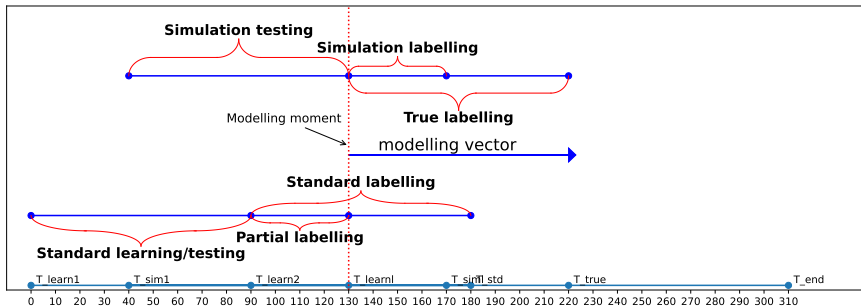 Simulation testing
Simulation labelling
True labelling
Modelling moment
modelling vector
Standard labelling
Partial labelling
Standard learning/testing
T_learn1 T_sim1 T_learn2 T_learnl T_siml T_std T_true T_end
0 10 20 30 40 50 60 70 80 90 100 110 120 130 140 150 160 170 180 190 200 210 220 230 240 250 260 270 280 290 300 310